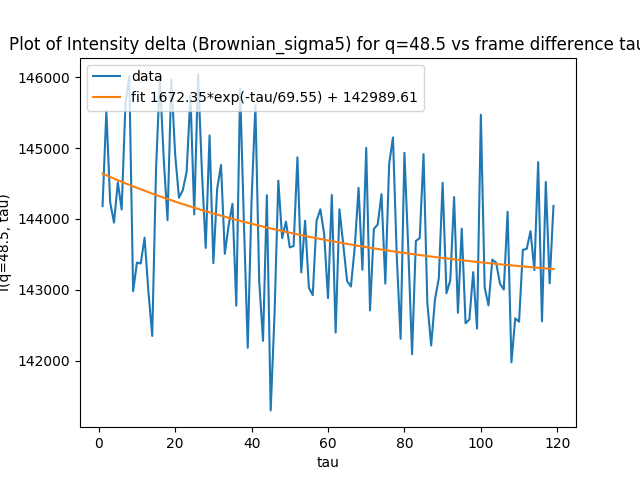 Plot of Intensity delta (Brownian_sigma5) for q=48.5 vs frame difference tau
data
fit 1672.35*exp(-tau/69.55) + 142989.61
146000
145000
144000
143000
142000
I(q=48.5, tau)
0 20 40 60 80 100 120
tau